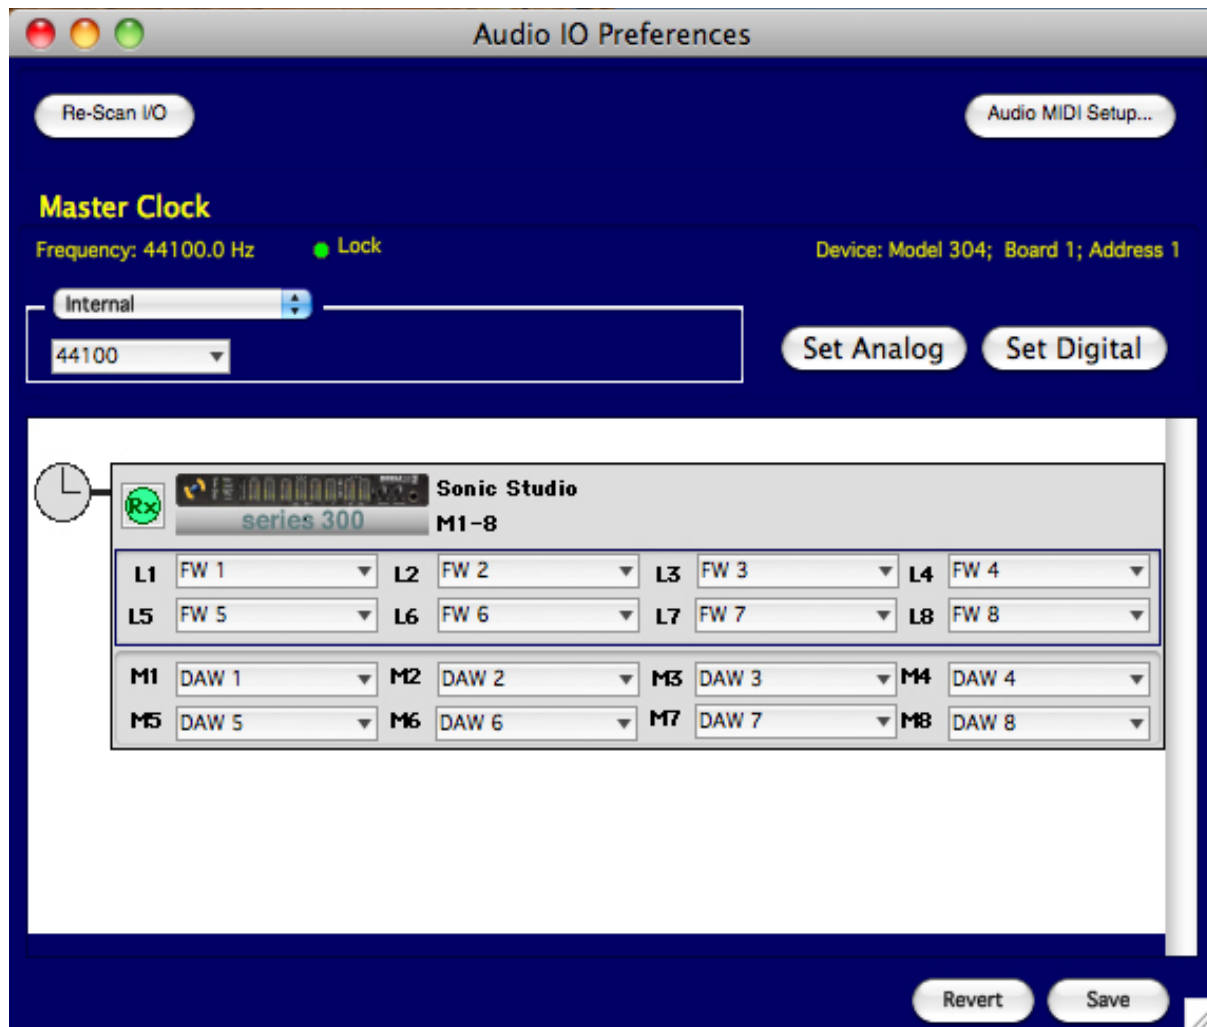 Audio IO Preferences
Re-Scan I/O
Audio MIDI Setup...
Master Clock
Frequency: 44100.0 Hz
Lock
Device: Model 304; Board 1; Address 1
Internal
44100
Set Analog
Set Digital
Rx
series 300
Sonic Studio
M1-8
L1 FW 1 L2 FW 2 L3 FW 3 L4 FW 4
L5 FW 5 L6 FW 6 L7 FW 7 L8 FW 8
M1 DAW 1 M2 DAW 2 M3 DAW 3 M4 DAW 4
M5 DAW 5 M6 DAW 6 M7 DAW 7 M8 DAW 8
Revert
Save